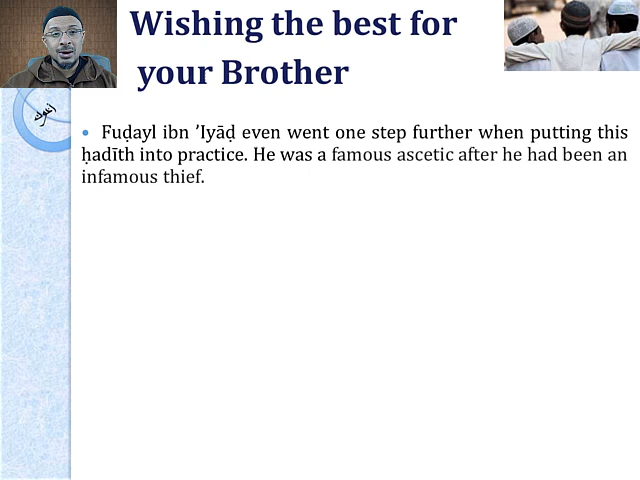 Wishing the best for
your Brother
• Fuḍayl ibn ’Iyāḍ even went one step further when putting this
ḥadīth into practice. He was a famous ascetic after he had been an
infamous thief.